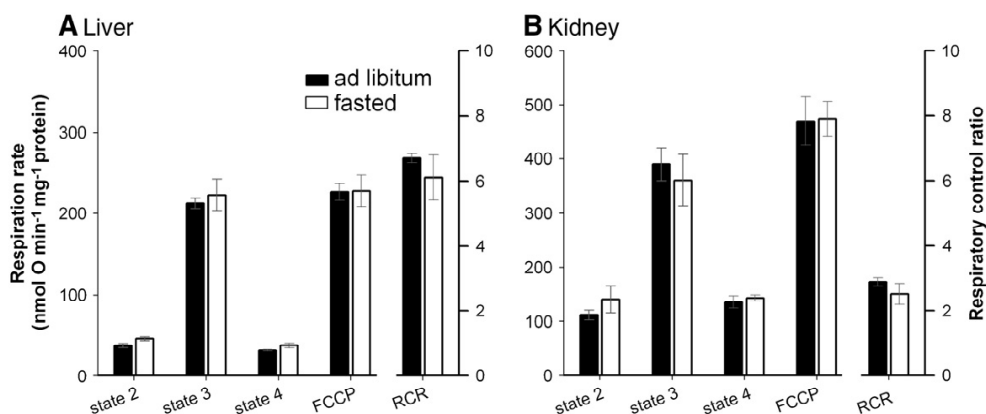 A Liver
400
300
200
100
0
10
8
6
4
2
0
Respiration rate
(nmol O min-1 mg-1 protein)
ad libitum
fasted
state 2
state 3
state 4
FCCP
RCR
B Kidney
600
500
400
300
200
100
0
10
8
6
4
2
0
Respiratory control ratio
state 2
state 3
state 4
FCCP
RCR